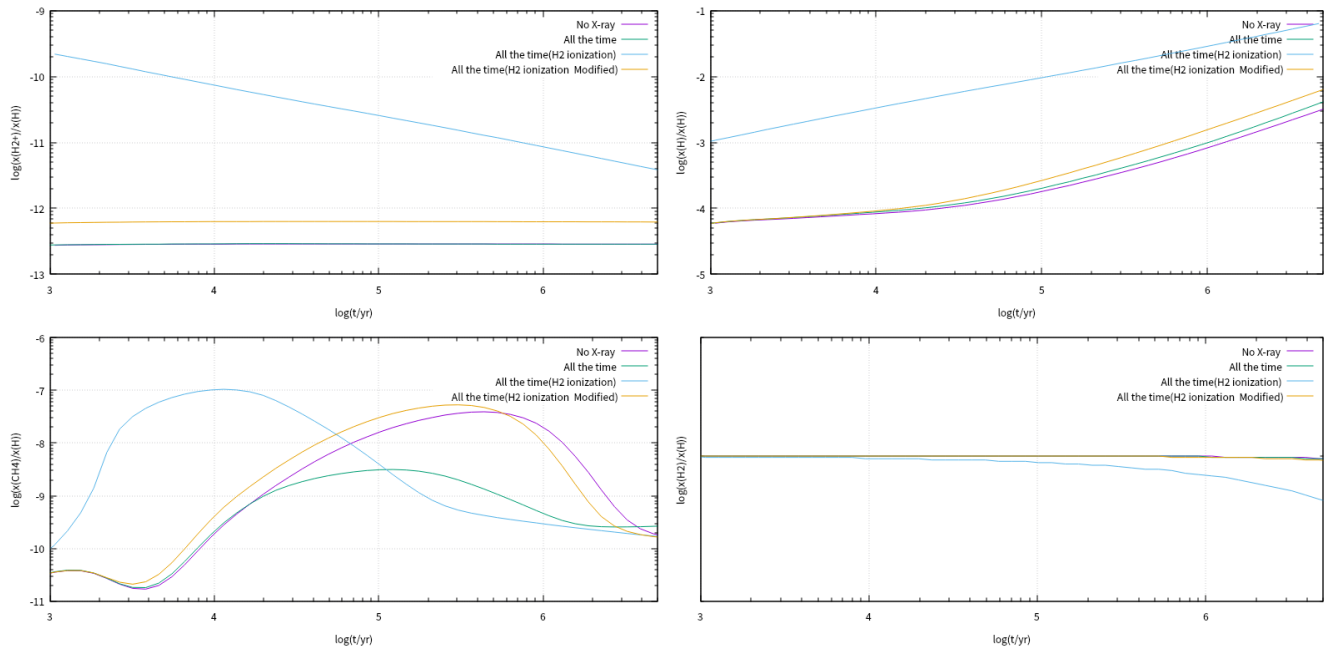 -9
-10
-11
-12
-13
log(x(H2+)/x(H))
No X-ray
All the time
All the time(H2 ionization)
All the time(H2 ionization Modified)
3 4 5 6
log(t/yr)
-1
-2
-3
-4
-5
log(x(H)/x(H))
No X-ray
All the time
All the time(H2 ionization)
All the time(H2 ionization Modified)
3 4 5 6
log(t/yr)
-6
-7
-8
-9
-10
-11
log(x(CH4)/x(H))
No X-ray
All the time
All the time(H2 ionization)
All the time(H2 ionization Modified)
3 4 5 6
log(t/yr)
log(x(H2)/x(H))
No X-ray
All the time
All the time(H2 ionization)
All the time(H2 ionization Modified)
3 4 5 6
log(t/yr)